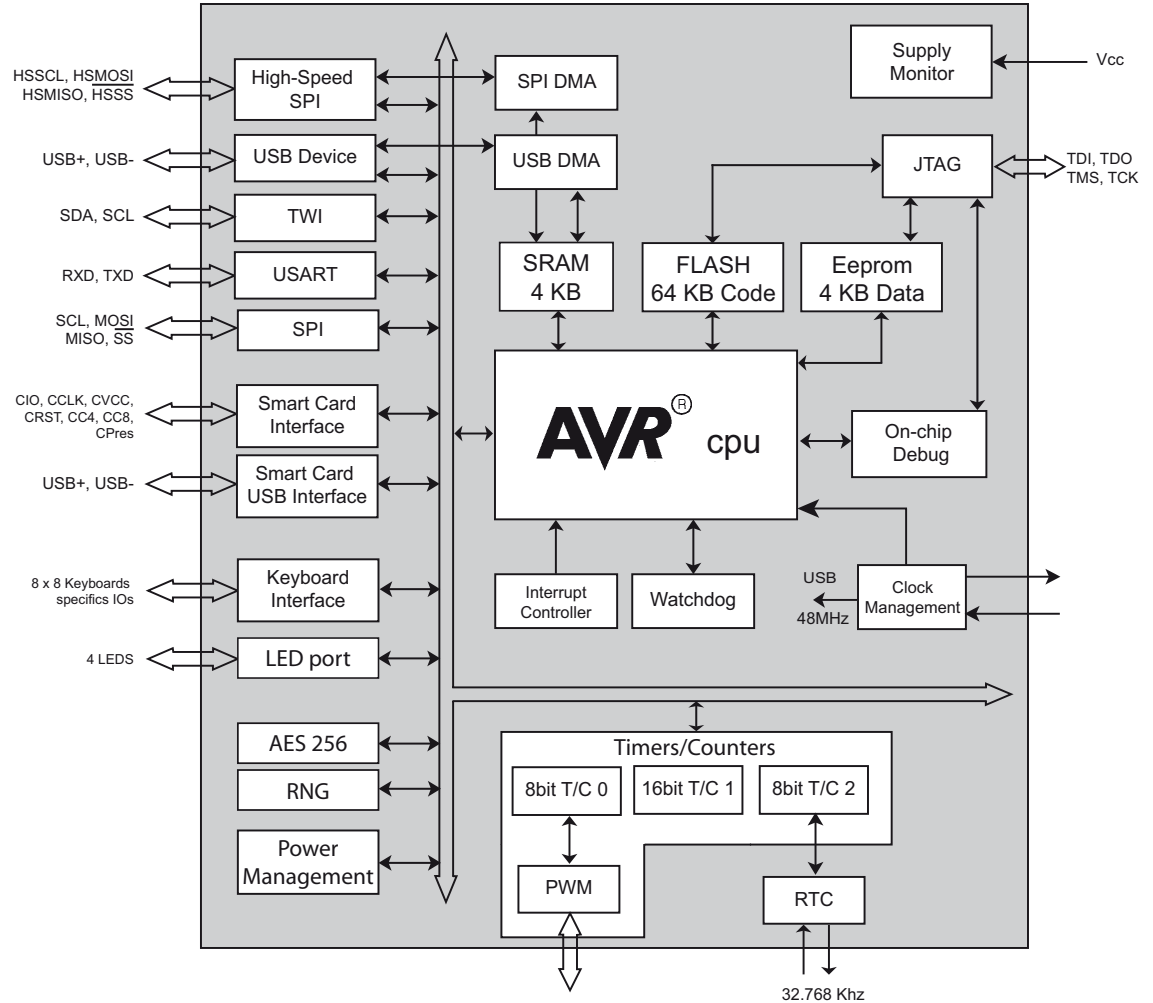 HSSCL, HSMOSI
HSMISO, HSSS
High-Speed
SPI
SPI DMA
Supply
Monitor
Vcc
USB+, USB-
USB Device
USB DMA
JTAG
TDI, TDO
TMS, TCK
SDA, SCL
TWI
RXD, TXD
USART
SRAM
4 KB
FLASH
64 KB Code
Eeprom
4 KB Data
SCL, MOSI
MISO, SS
SPI
CIO, CCLK, CVCC,
CRST, CC4, CC8,
CPres
Smart Card
Interface
AVR® cpu
On-chip
Debug
USB+, USB-
Smart Card
USB Interface
8 x 8 Keyboards
specifics IOs
Keyboard
Interface
Interrupt
Controller
Watchdog
USB
48MHz
Clock
Management
4 LEDS
LED port
AES 256
RNG
Power
Management
Timers/Counters
8bit T/C 0
16bit T/C 1
8bit T/C 2
PWM
RTC
32.768 Khz